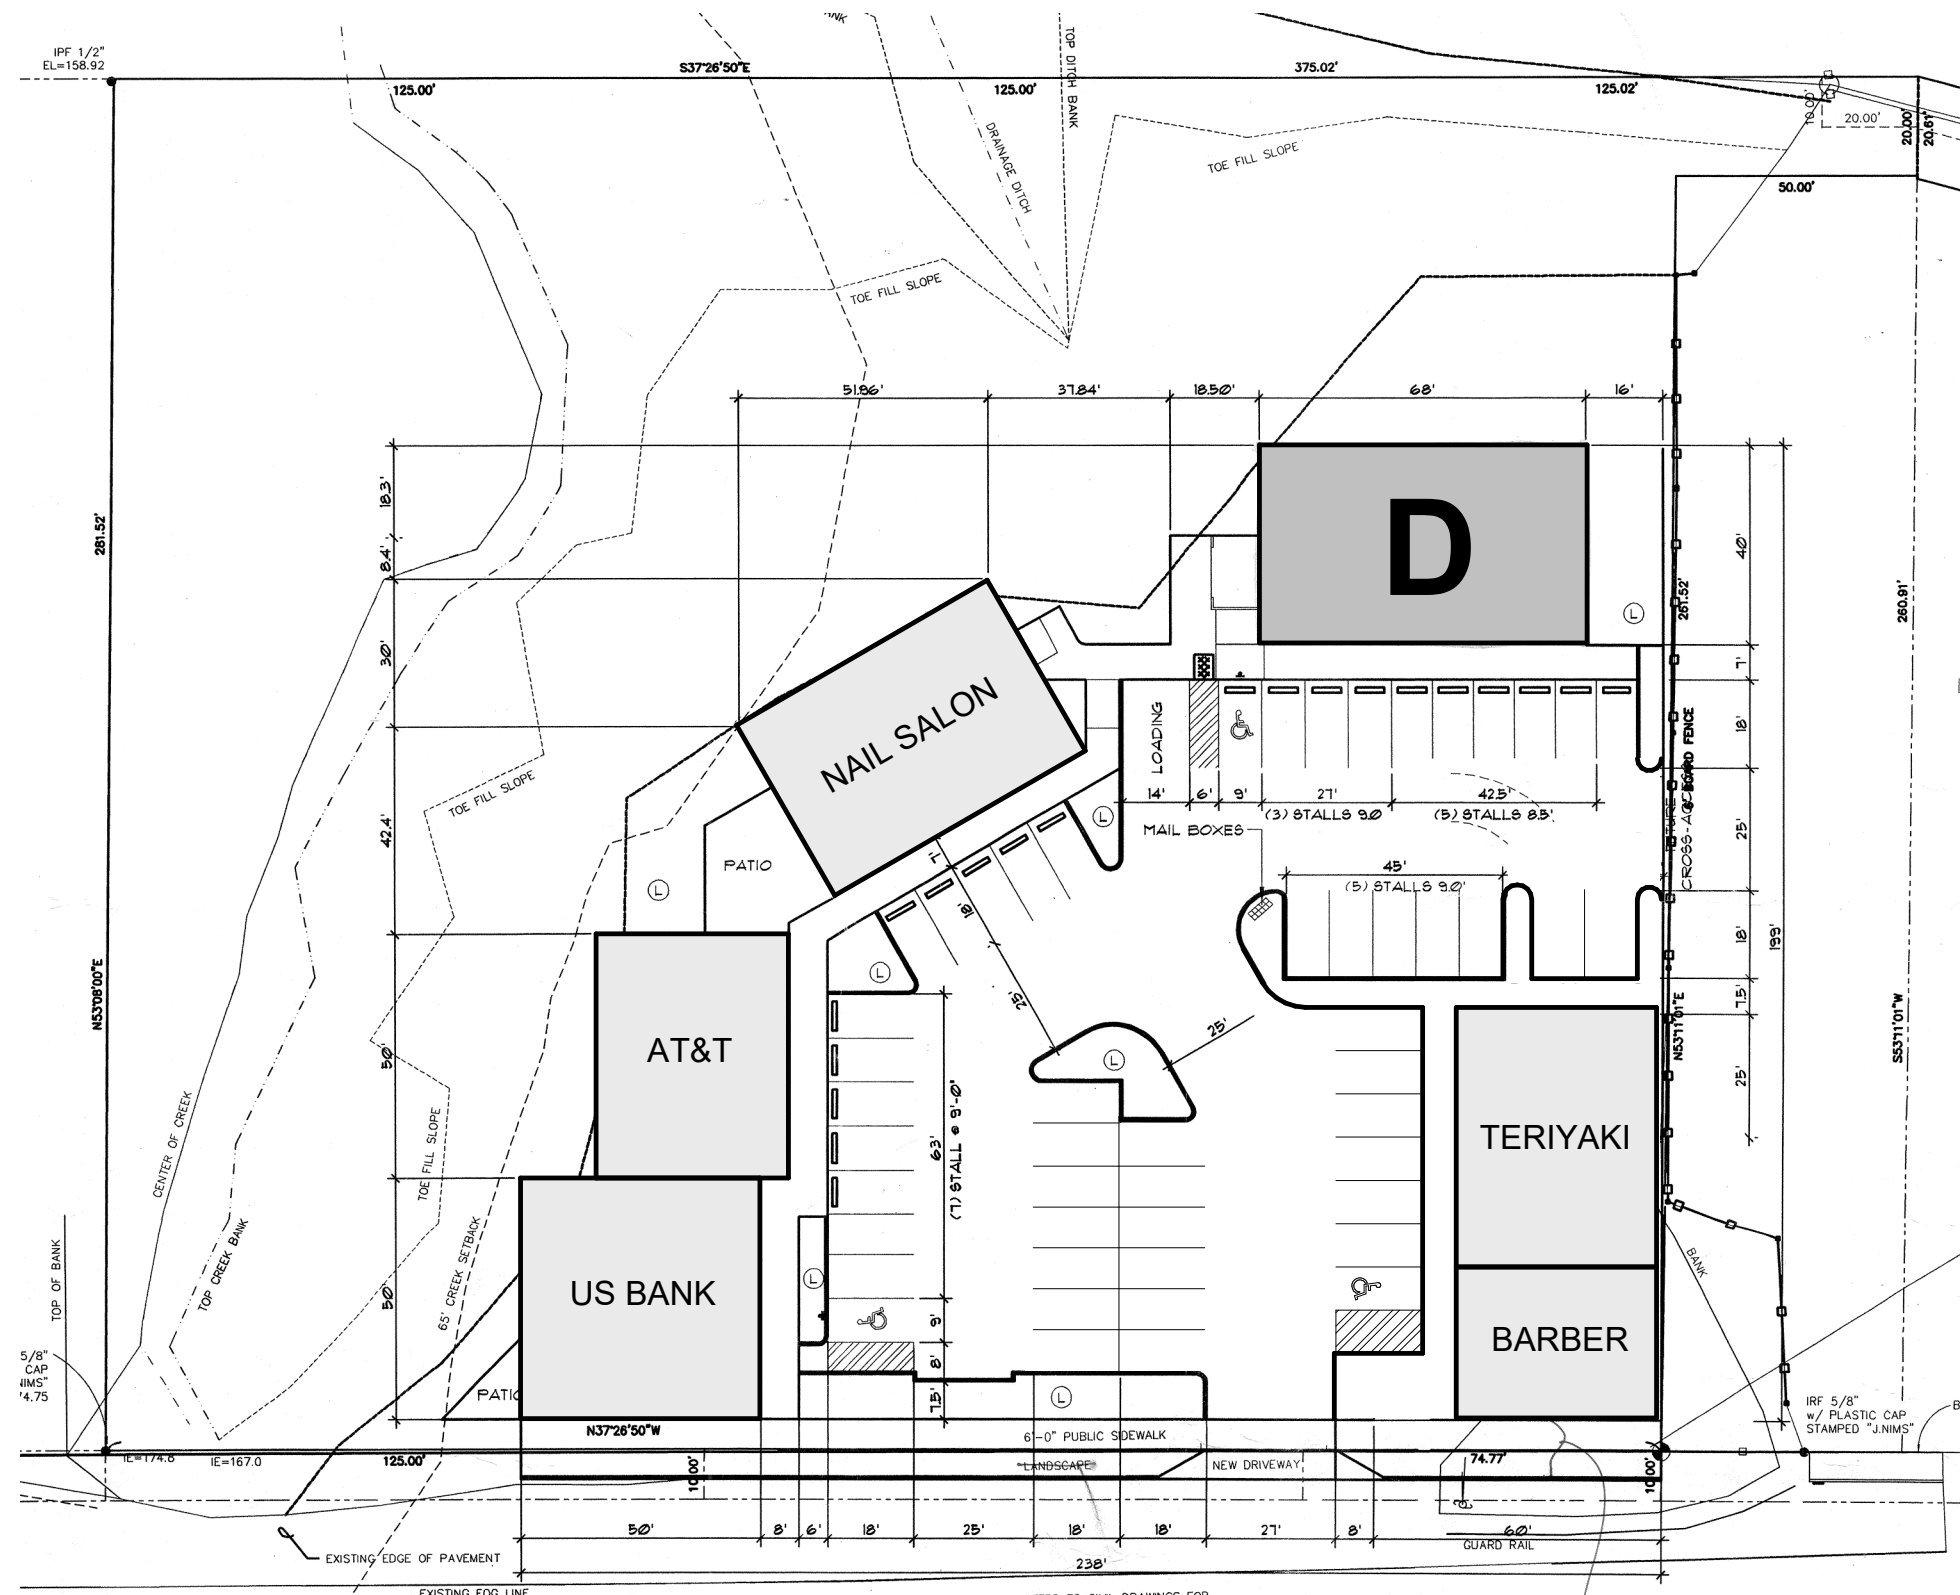 IPF 1/2"
EL=158.92
S37°26'50"E
375.02'
125.00'
125.00'
125.02'
TOP DITCH BANK
DRAINAGE DITCH
TOE FILL SLOPE
10.00'
20.00'
20.00'
20.61'
50.00'
TOE FILL SLOPE
51.96'
37.84'
18.50'
68'
16'
281.52'
18.3'
8.4'
30'
42.4'
50'
50'
D
L
40'
7'
18'
25'
18'
7.5'
25'
199'
261.52'
260.91'
NAIL SALON
LOADING
14'
6'
9'
27'
42.5'
(3) STALLS 9.0'
(5) STALLS 8.5'
MAIL BOXES
45'
(5) STALLS 9.0'
6' BOARD FENCE
CROSS-ACCESS
TOE FILL SLOPE
PATIO
L
L
L
7'
18'
25'
25'
L
N53°08'00"E
N53°11'01"E
S53°11'01"W
AT&T
63'
(7) STALL @ 9'-0"
TERIYAKI
CENTER OF CREEK
TOE FILL SLOPE
TOP CREEK BANK
65' CREEK SETBACK
TOP OF BANK
BANK
US BANK
L
9'
8'
7.5'
BARBER
5/8"
CAP
NIMS"
4.75
PATIO
L
IRF 5/8"
w/ PLASTIC CAP
STAMPED "J.NIMS"
N37°26'50"W
6'-0" PUBLIC SIDEWALK
IE=174.8
IE=167.0
125.00'
10.00'
LANDSCAPE
NEW DRIVEWAY
74.77'
10.00'
50'
8'
6'
18'
25'
18'
18'
27'
8'
60'
GUARD RAIL
238'
EXISTING EDGE OF PAVEMENT
EXISTING FOG LINE